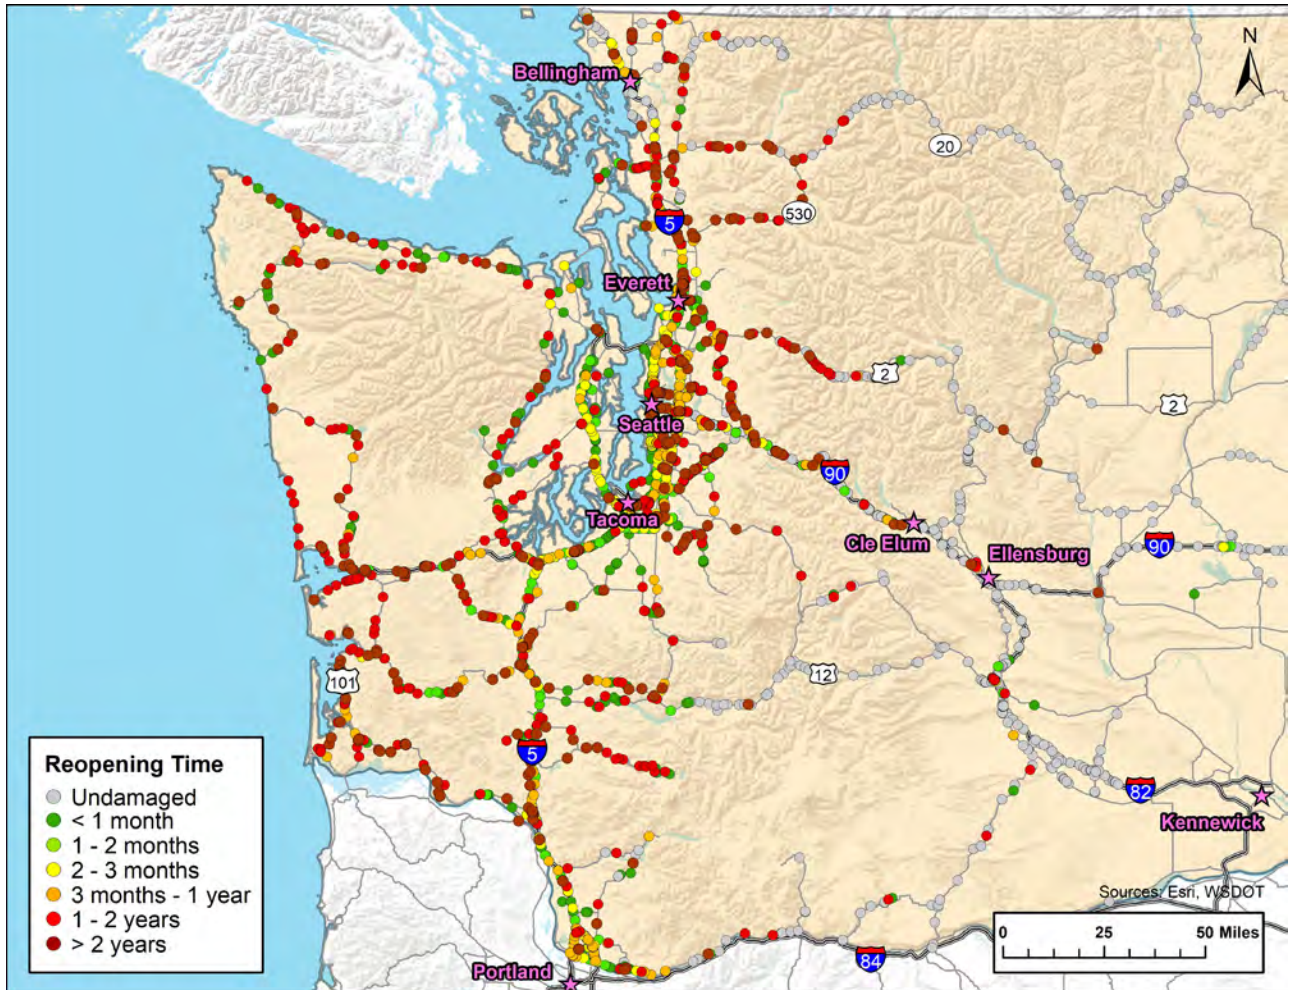 N
Bellingham
20
530
5
Everett
2
2
Seattle
90
Tacoma
Cle Elum
Ellensburg
90
12
101
5
82
Kennewick
Reopening Time
Undamaged
< 1 month
1 - 2 months
2 - 3 months
3 months - 1 year
1 - 2 years
> 2 years
Sources: Esri, WSDOT
0 25 50 Miles
84
Portland